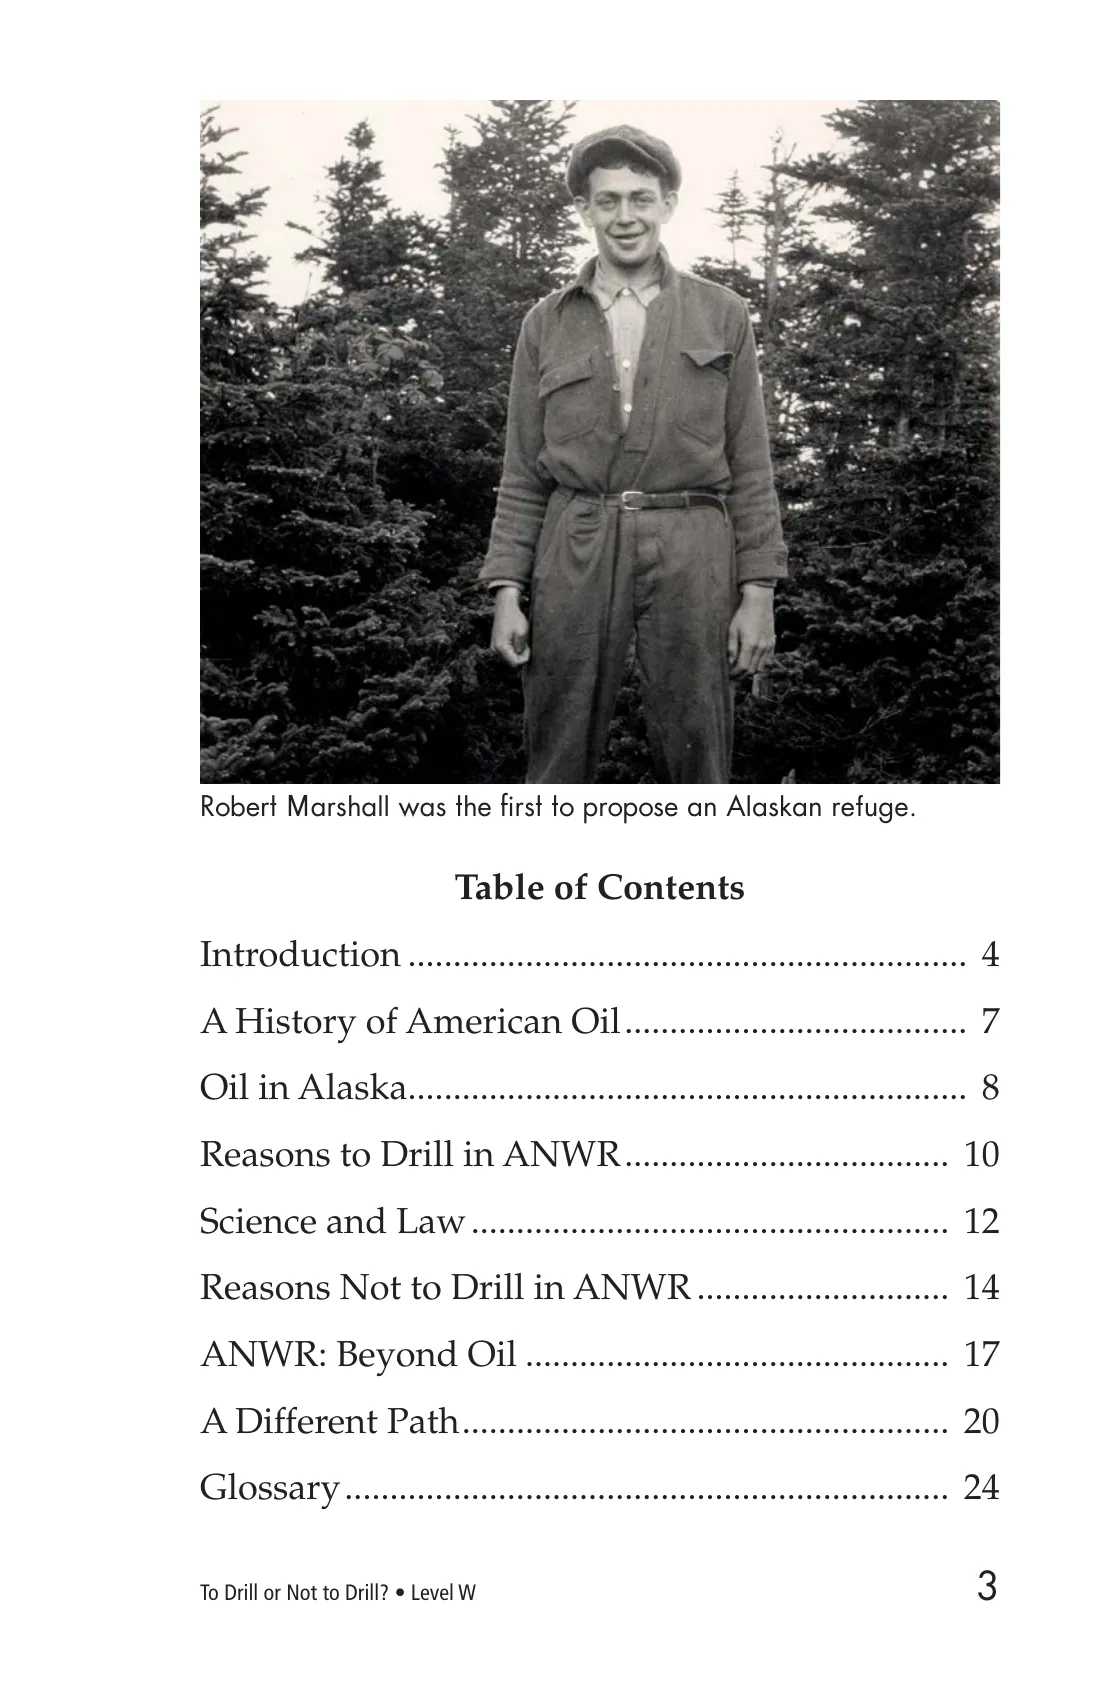 Robert Marshall was the first to propose an Alaskan refuge.
Table of Contents
Introduction .............................................................. 4
A History of American Oil...................................... 7
Oil in Alaska.............................................................. 8
Reasons to Drill in ANWR.................................... 10
Science and Law ..................................................... 12
Reasons Not to Drill in ANWR ............................ 14
ANWR: Beyond Oil ............................................... 17
A Different Path...................................................... 20
Glossary ................................................................... 24
To Drill or Not to Drill? • Level W 3